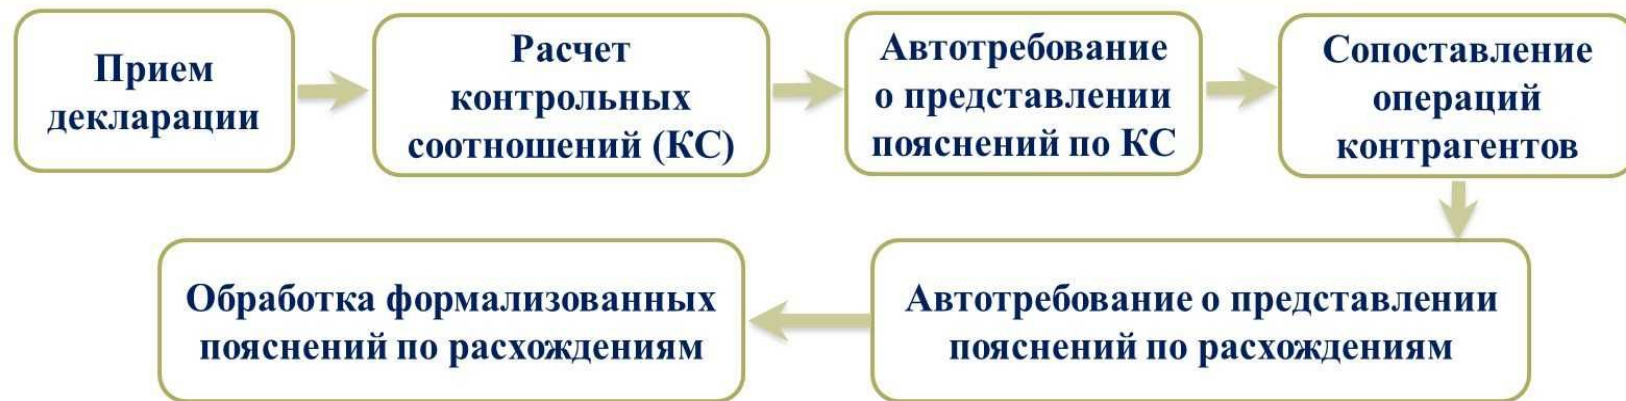 Прием
декларации
Расчет
контрольных
соотношений (КС)
Автотребование
о представлении
пояснений по КС
Сопоставление
операций
контрагентов
Автотребование о представлении
пояснений по расхождениям
Обработка формализованных
пояснений по расхождениям